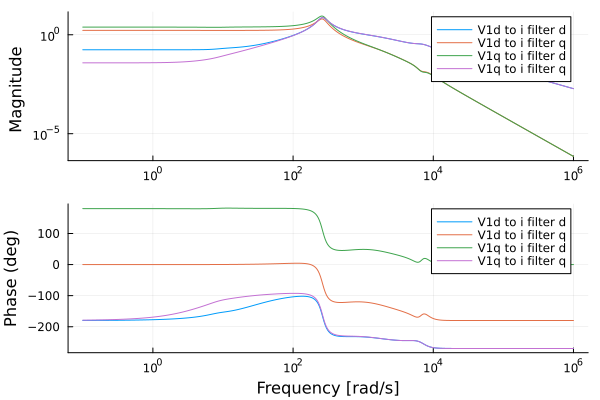 Magnitude
10⁰
10⁻⁵
V1d to i filter d
V1d to i filter q
V1q to i filter d
V1q to i filter q
10⁰
10²
10⁴
10⁶
Phase (deg)
100
0
−100
−200
V1d to i filter d
V1d to i filter q
V1q to i filter d
V1q to i filter q
10⁰
10²
10⁴
10⁶
Frequency [rad/s]